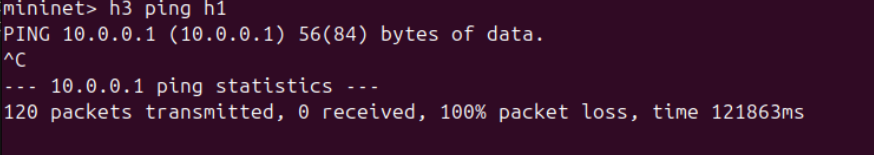 mininet> h3 ping h1
PING 10.0.0.1 (10.0.0.1) 56(84) bytes of data.
^C
--- 10.0.0.1 ping statistics ---
120 packets transmitted, 0 received, 100% packet loss, time 121863ms